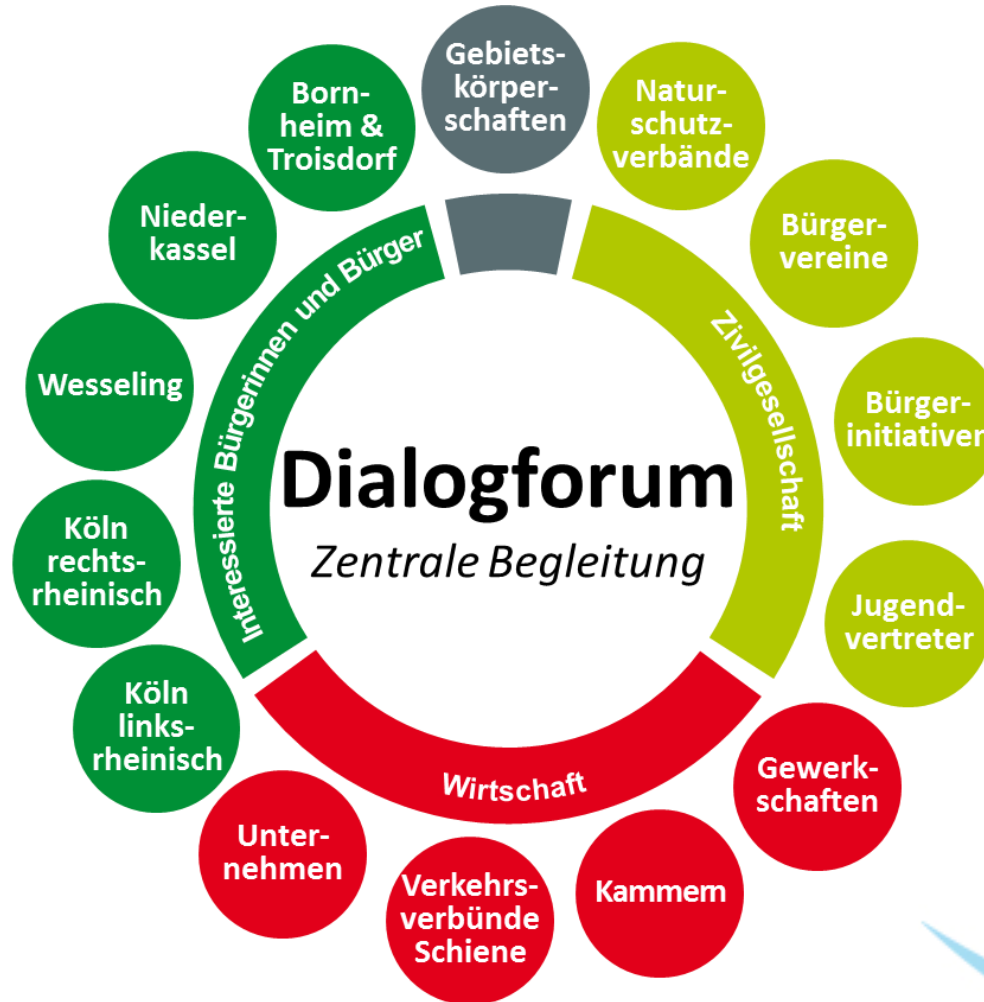 Gebiets-
körper-
schaften
Natur-
schutz-
verbände
Bürger-
vereine
Bürger-
initiativen
Jugend-
vertreter
Gewerk-
schaften
Kammern
Verkehrs-
verbünde
Schiene
Unter-
nehmen
Köln
links-
rheinisch
Köln
rechts-
rheinisch
Wesseling
Nieder-
kassel
Born-
heim &
Troisdorf
Interessierte Bürgerinnen und Bürger
Zivilgesellschaft
Wirtschaft
Dialogforum
Zentrale Begleitung